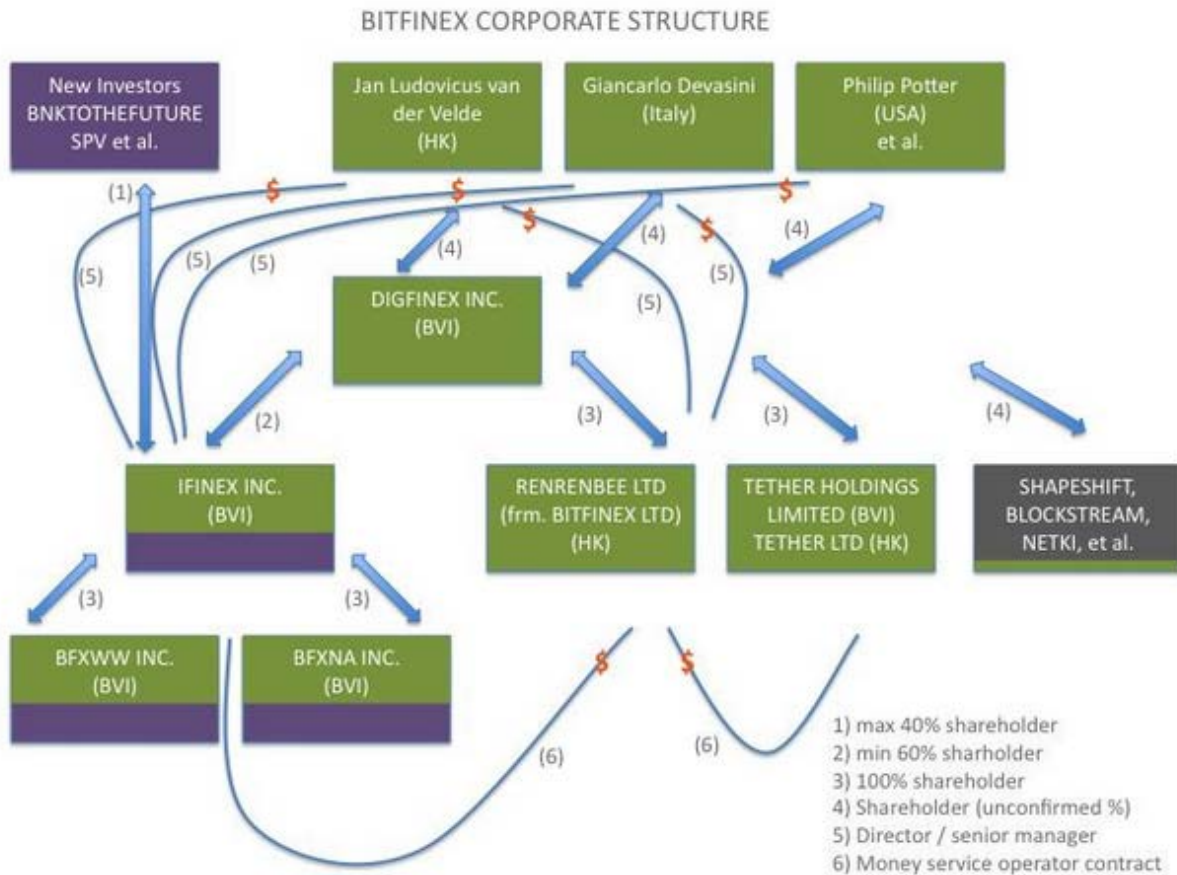 BITFINEX CORPORATE STRUCTURE
New Investors
BNKTOTHEFUTURE
SPV et al.
Jan Ludovicus van
der Velde
(HK)
Giancarlo Devasini
(Italy)
Philip Potter
(USA)
et al.
(1)
$
$
$
$
$
(4)
(4)
(4)
(5)
(5)
(5)
(5)
(5)
DIGFINEX INC.
(BVI)
(2)
(3)
(3)
(4)
IFINEX INC.
(BVI)
RENRENBEE LTD
(frm. BITFINEX LTD)
(HK)
TETHER HOLDINGS
LIMITED (BVI)
TETHER LTD (HK)
SHAPESHIFT,
BLOCKSTREAM,
NETKI, et al.
(3)
(3)
BFXWW INC.
(BVI)
BFXNA INC.
(BVI)
$
$
(6)
(6)
1) max 40% shareholder
2) min 60% sharholder
3) 100% shareholder
4) Shareholder (unconfirmed %)
5) Director / senior manager
6) Money service operator contract